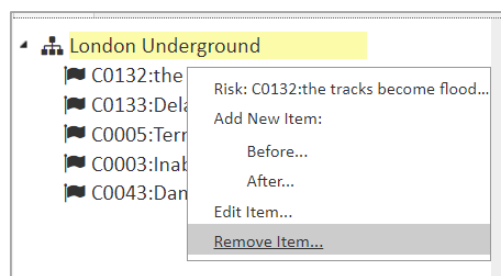 London Underground
C0132:the
Risk: C0132:the tracks become flood...
C0133:Dela
Add New Item:
C0005:Terr
Before...
C0003:Inab
After...
C0043:Dan
Edit Item...
Remove Item...